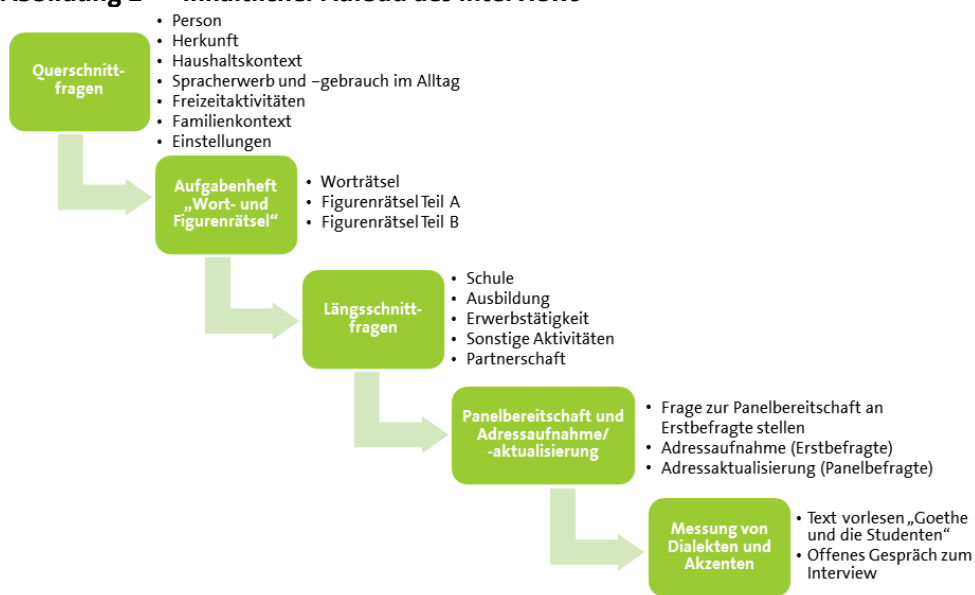 Abbildung 2 Inhaltlicher Aufbau des Interviews
Querschnitt-
fragen
• Person
• Herkunft
• Haushaltskontext
• Spracherwerb und –gebrauch im Alltag
• Freizeitaktivitäten
• Familienkontext
• Einstellungen
Aufgabenheft
„Wort- und
Figurenrätsel“
• Worträtsel
• Figurenrätsel Teil A
• Figurenrätsel Teil B
Längsschnitt-
fragen
• Schule
• Ausbildung
• Erwerbstätigkeit
• Sonstige Aktivitäten
• Partnerschaft
Panelbereitschaft und
Adressaufnahme/
-aktualisierung
• Frage zur Panelbereitschaft an
Erstbefragte stellen
• Adressaufnahme (Erstbefragte)
• Adressaktualisierung (Panelbefragte)
Messung von
Dialekten und
Akzenten
• Text vorlesen „Goethe
und die Studenten“
• Offenes Gespräch zum
Interview